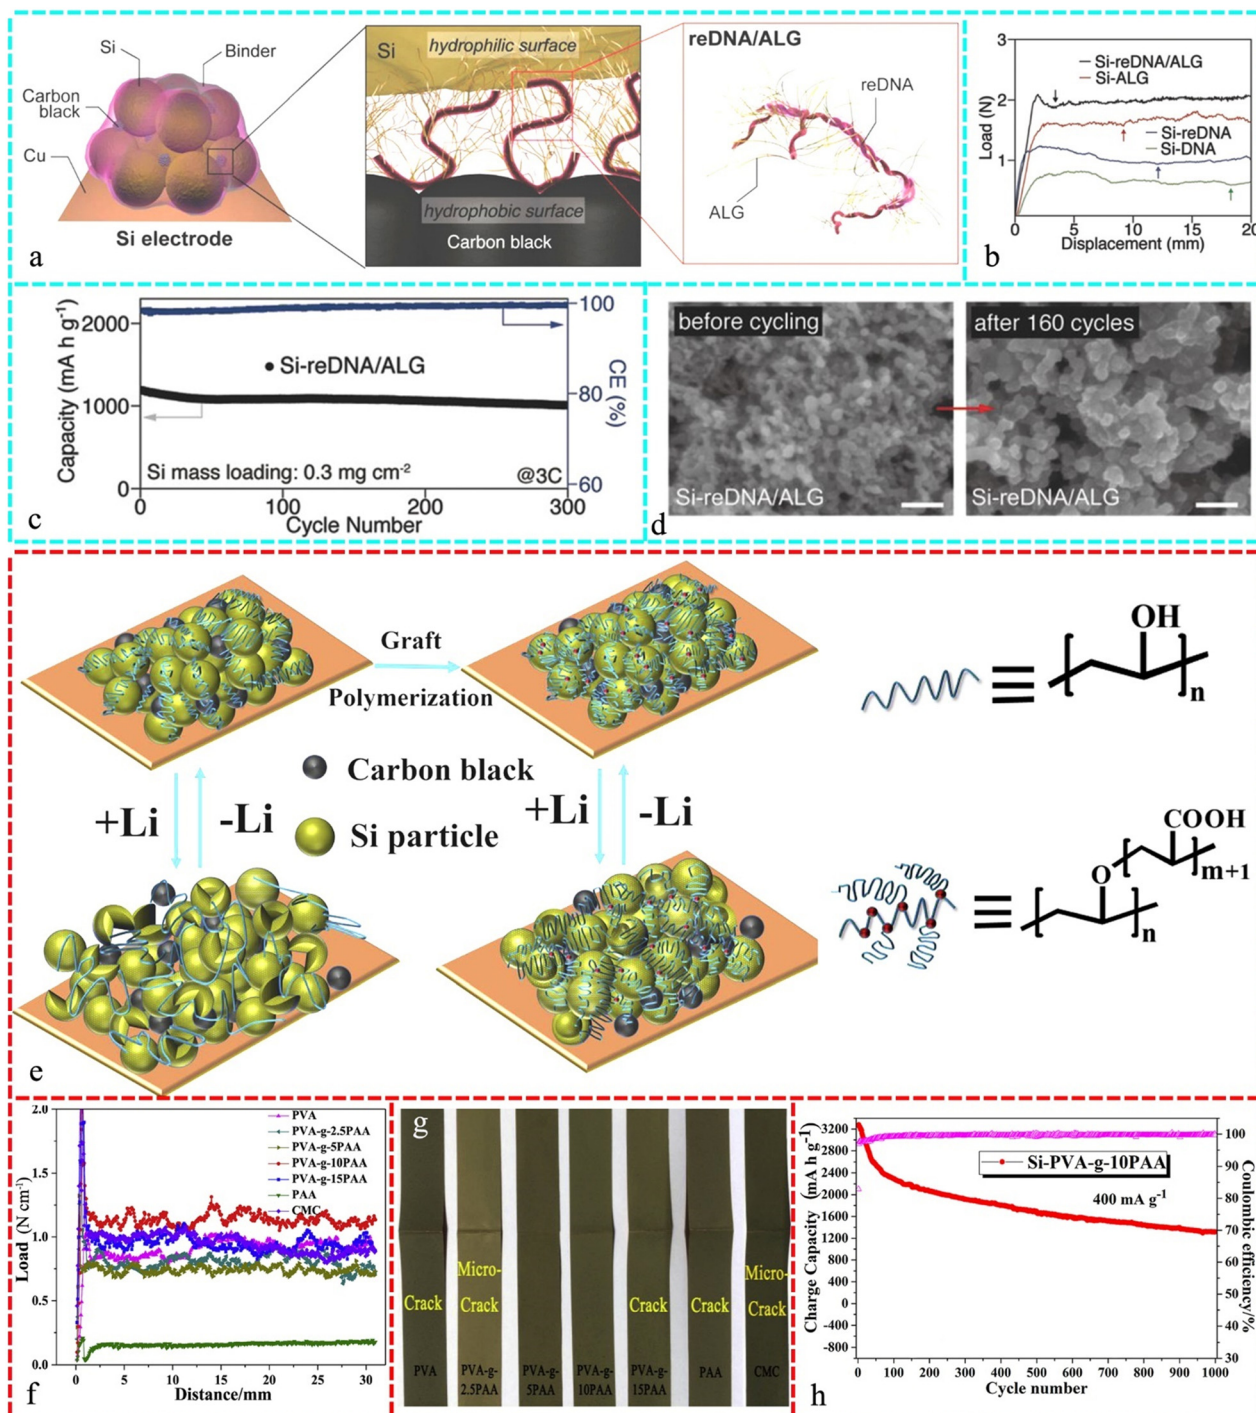 Si
Binder
Carbon
black
Cu
Si electrode
a
Si
hydrophilic surface
hydrophobic surface
Carbon black
reDNA/ALG
reDNA
ALG
Si-reDNA/ALG
Si-ALG
Si-reDNA
Si-DNA
Load (N)
3
2
1
0 5 10 15 20
Displacement (mm)
b
Capacity (mA h g⁻¹)
2000
1000
0
Si-reDNA/ALG
Si mass loading: 0.3 mg cm⁻²
@3C
100
80
60
CE (%)
0 100 200 300
Cycle Number
c
before cycling
Si-reDNA/ALG
after 160 cycles
Si-reDNA/ALG
d
Graft
Polymerization
Carbon black
Si particle
+Li
-Li
+Li
-Li
OH
n
COOH
O
m+1
n
e
2.0
1.5
1.0
0.5
0.0
Load (N cm⁻¹)
PVA
PVA-g-2.5PAA
PVA-g-5PAA
PVA-g-10PAA
PVA-g-15PAA
PAA
CMC
0 5 10 15 20 25 30
Distance/mm
f
g
Crack
Micro-
Crack
Crack
Crack
Micro-
Crack
PVA
PVA-g-
2.5PAA
PVA-g-
5PAA
PVA-g-
10PAA
PVA-g-
15PAA
PAA
CMC
Charge Capacity (mA h g⁻¹)
3200
2800
2400
2000
1600
1200
800
400
0
-400
-800
Si-PVA-g-10PAA
400 mA g⁻¹
100
90
80
70
60
50
40
30
Coulombic efficiency/%
0 100 200 300 400 500 600 700 800 900 1000
Cycle number
h